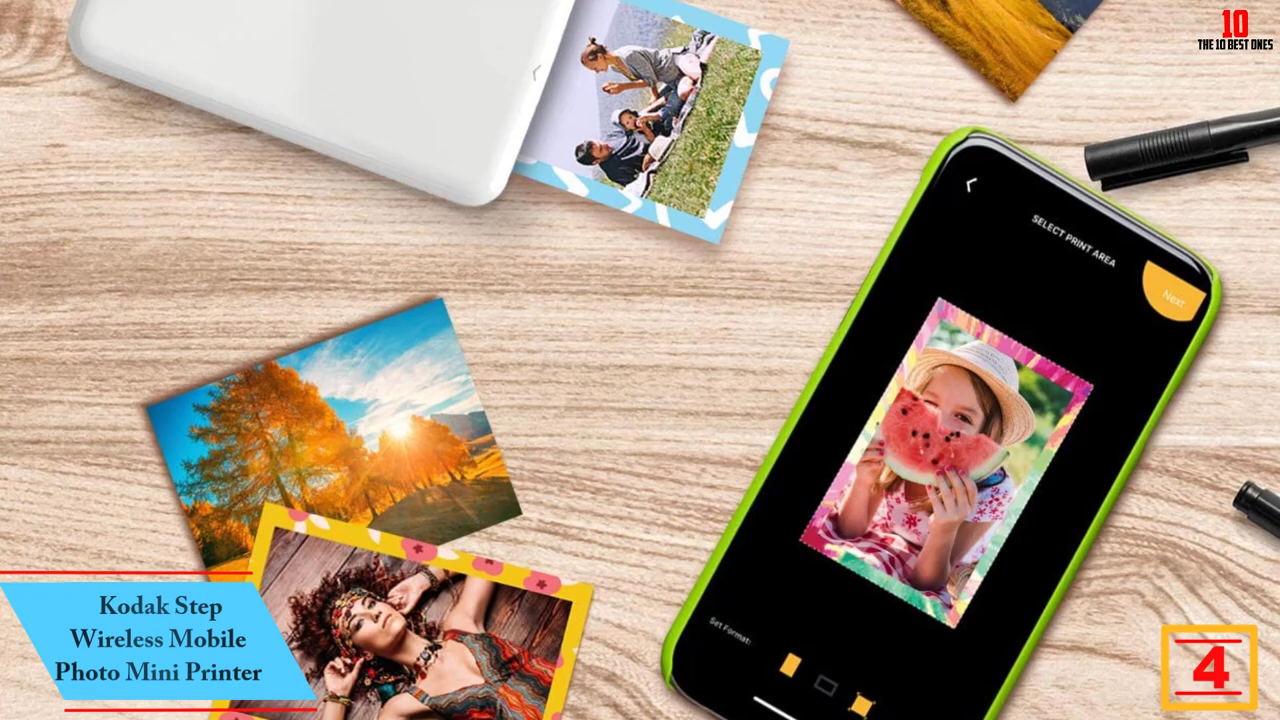 10
THE 10 BEST ONES
SELECT PRINT AREA
Next
Set Format:
Kodak Step
Wireless Mobile
Photo Mini Printer
4